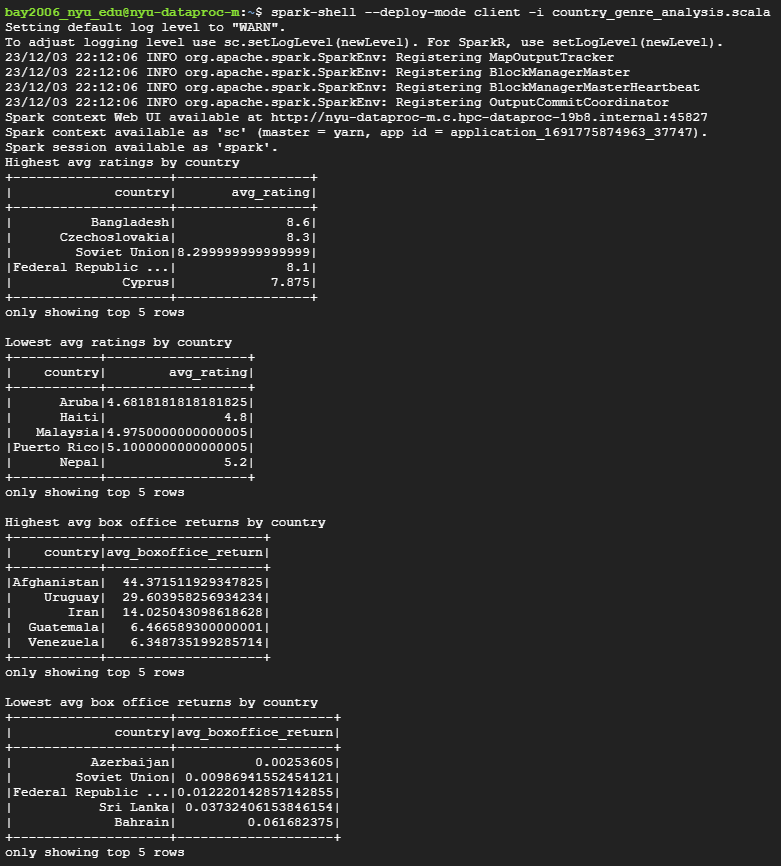 bay2006_nyu_edu@nyu-dataproc-m:~$ spark-shell --deploy-mode client -i country_genre_analysis.scala
Setting default log level to "WARN".
To adjust logging level use sc.setLogLevel(newLevel). For SparkR, use setLogLevel(newLevel).
23/12/03 22:12:06 INFO org.apache.spark.SparkEnv: Registering MapOutputTracker
23/12/03 22:12:06 INFO org.apache.spark.SparkEnv: Registering BlockManagerMaster
23/12/03 22:12:06 INFO org.apache.spark.SparkEnv: Registering BlockManagerMasterHeartbeat
23/12/03 22:12:06 INFO org.apache.spark.SparkEnv: Registering OutputCommitCoordinator
Spark context Web UI available at http://nyu-dataproc-m.c.hpc-dataproc-19b8.internal:45827
Spark context available as 'sc' (master = yarn, app id = application_1691775874963_37747).
Spark session available as 'spark'.
Highest avg ratings by country
+--------------------+-----------------+
|             country|       avg_rating|
+--------------------+-----------------+
|          Bangladesh|              8.6|
|      Czechoslovakia|              8.3|
|        Soviet Union|8.299999999999999|
|Federal Republic ...|              8.1|
|              Cyprus|            7.875|
+--------------------+-----------------+
only showing top 5 rows

Lowest avg ratings by country
+-----------+------------------+
|    country|        avg_rating|
+-----------+------------------+
|      Aruba|4.6818181818181825|
|      Haiti|               4.8|
|   Malaysia|4.9750000000000005|
|Puerto Rico|5.1000000000000005|
|      Nepal|               5.2|
+-----------+------------------+
only showing top 5 rows

Highest avg box office returns by country
+-----------+--------------------+
|    country|avg_boxoffice_return|
+-----------+--------------------+
|Afghanistan|  44.371511929347825|
|    Uruguay|  29.603958256934234|
|       Iran|  14.025043098618628|
|  Guatemala|   6.466589300000001|
|  Venezuela|   6.348735199285714|
+-----------+--------------------+
only showing top 5 rows

Lowest avg box office returns by country
+--------------------+--------------------+
|             country|avg_boxoffice_return|
+--------------------+--------------------+
|          Azerbaijan|          0.00253605|
|        Soviet Union| 0.00986941552454121|
|Federal Republic ...|0.012220142857142855|
|           Sri Lanka| 0.03732406153846154|
|             Bahrain|         0.061682375|
+--------------------+--------------------+
only showing top 5 rows